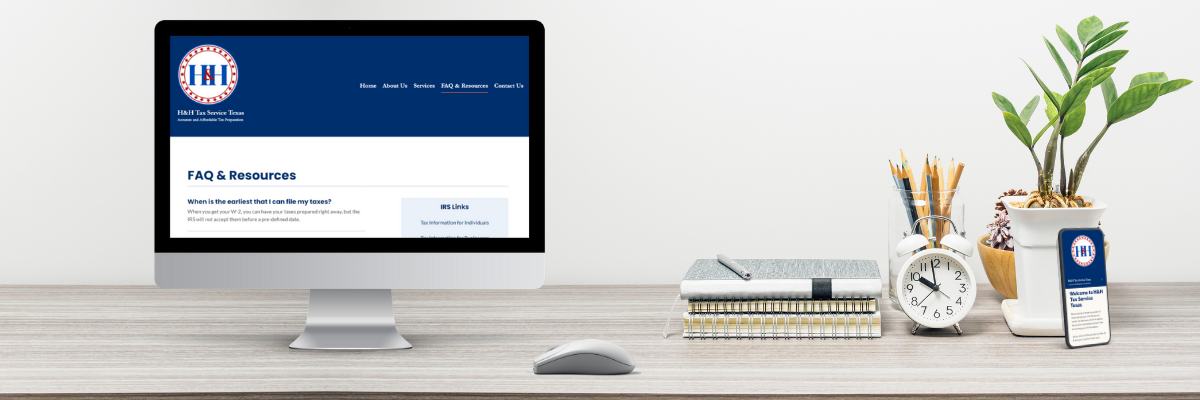 H&H
Home About Us Services FAQ & Resources Contact Us
H&H Tax Service Texas
Accurate and Affordable Tax Preparation
FAQ & Resources
When is the earliest that I can file my taxes?
When you get your W-2, you can have your taxes prepared right away, but the
IRS will not accept them before a pre-defined date.
IRS Links
Tax Information for Individuals
12
1
2
3
4
5
6
7
8
9
10
11
H&H
Welcome to H&H
Tax Service
Texas